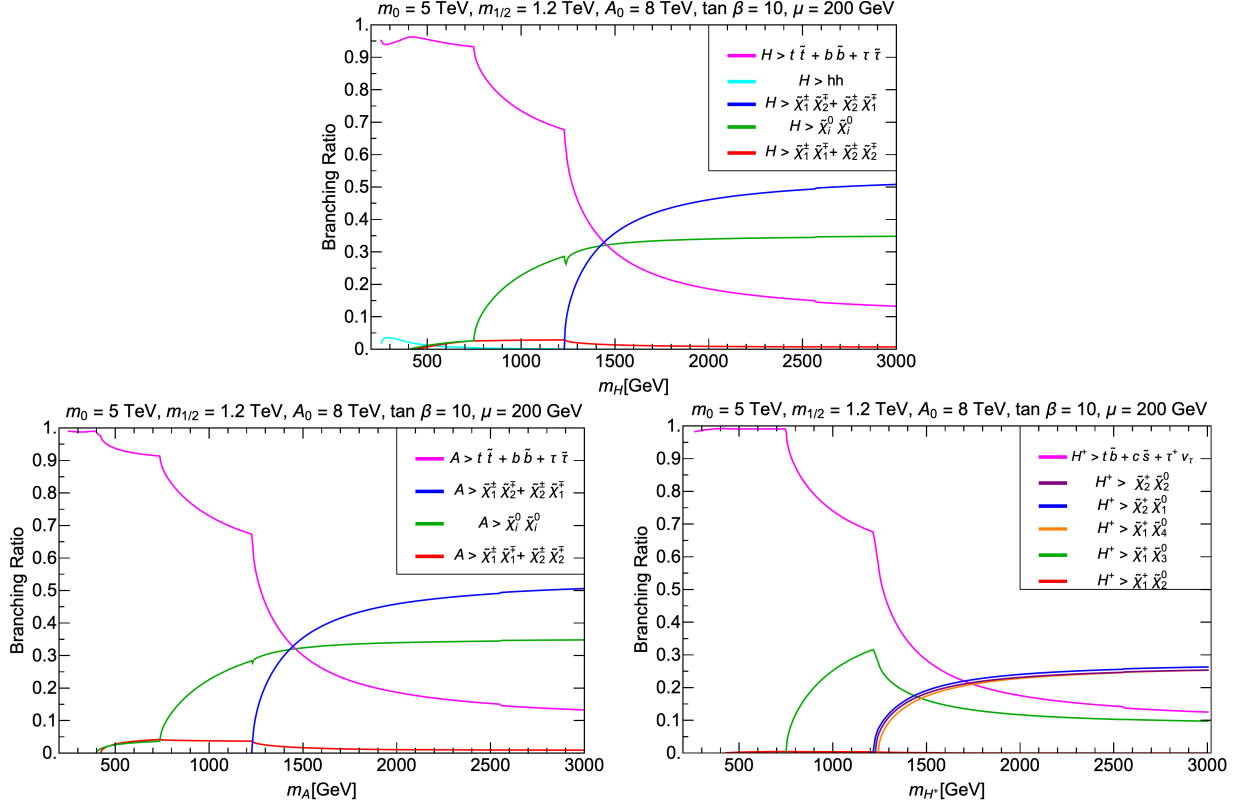 m₀ = 5 TeV, m₁/₂ = 1.2 TeV, A₀ = 8 TeV, tan β = 10, μ = 200 GeV
1.
0.9
0.8
0.7
0.6
0.5
0.4
0.3
0.2
0.1
0.
Branching Ratio
H > t t̃ + b b̃ + τ τ̃
H > hh
H > χ̃₁^± χ̃₂^∓ + χ̃₂^± χ̃₁^∓
H > χ̃ᵢ⁰ χ̃ᵢ⁰
H > χ̃₁^± χ̃₁^∓ + χ̃₂^± χ̃₂^∓
500 1000 1500 2000 2500 3000
m_H[GeV]
m₀ = 5 TeV, m₁/₂ = 1.2 TeV, A₀ = 8 TeV, tan β = 10, μ = 200 GeV
1.
0.9
0.8
0.7
0.6
0.5
0.4
0.3
0.2
0.1
0.
Branching Ratio
A > t t̃ + b b̃ + τ τ̃
A > χ̃₁^± χ̃₂^∓ + χ̃₂^± χ̃₁^∓
A > χ̃ᵢ⁰ χ̃ᵢ⁰
A > χ̃₁^± χ̃₁^∓ + χ̃₂^± χ̃₂^∓
500 1000 1500 2000 2500 3000
m_A[GeV]
m₀ = 5 TeV, m₁/₂ = 1.2 TeV, A₀ = 8 TeV, tan β = 10, μ = 200 GeV
1.
0.9
0.8
0.7
0.6
0.5
0.4
0.3
0.2
0.1
0.
Branching Ratio
H⁺ > t b̃ + c s̃ + τ⁺ ν_τ
H⁺ > χ̃₂⁺ χ̃₂⁰
H⁺ > χ̃₂⁺ χ̃₁⁰
H⁺ > χ̃₁⁺ χ̃₄⁰
H⁺ > χ̃₁⁺ χ̃₃⁰
H⁺ > χ̃₁⁺ χ̃₂⁰
500 1000 1500 2000 2500 3000
m_H⁺[GeV]